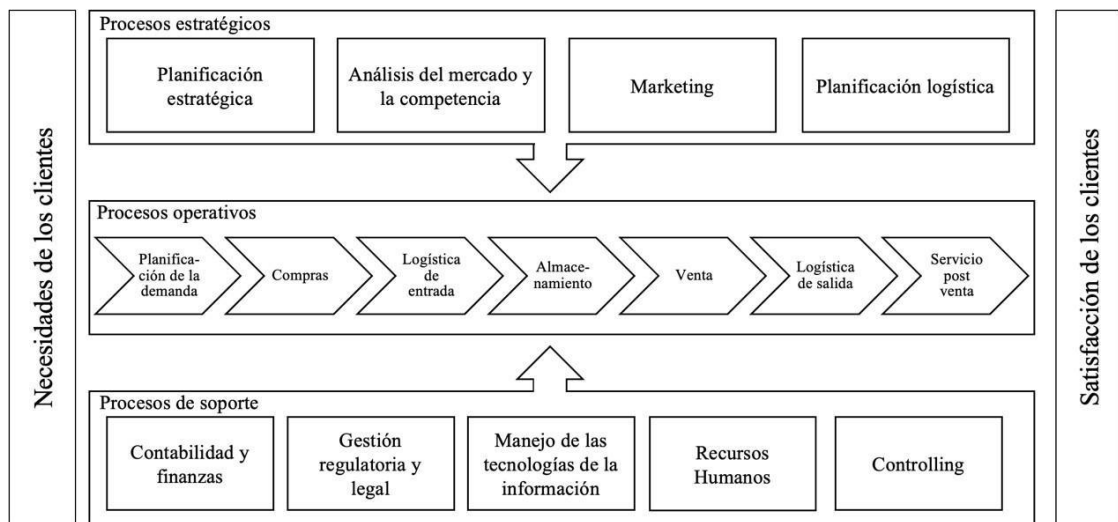 Necesidades de los clientes
Procesos estratégicos
Planificación
estratégica
Análisis del mercado y
la competencia
Marketing
Planificación logística
Procesos operativos
Planifica-
ción de la
demanda
Compras
Logística
de
entrada
Almace-
namiento
Venta
Logística
de salida
Servicio
post
venta
Procesos de soporte
Contabilidad y
finanzas
Gestión
regulatoria y
legal
Manejo de las
tecnologías de la
información
Recursos
Humanos
Controlling
Satisfacción de los clientes